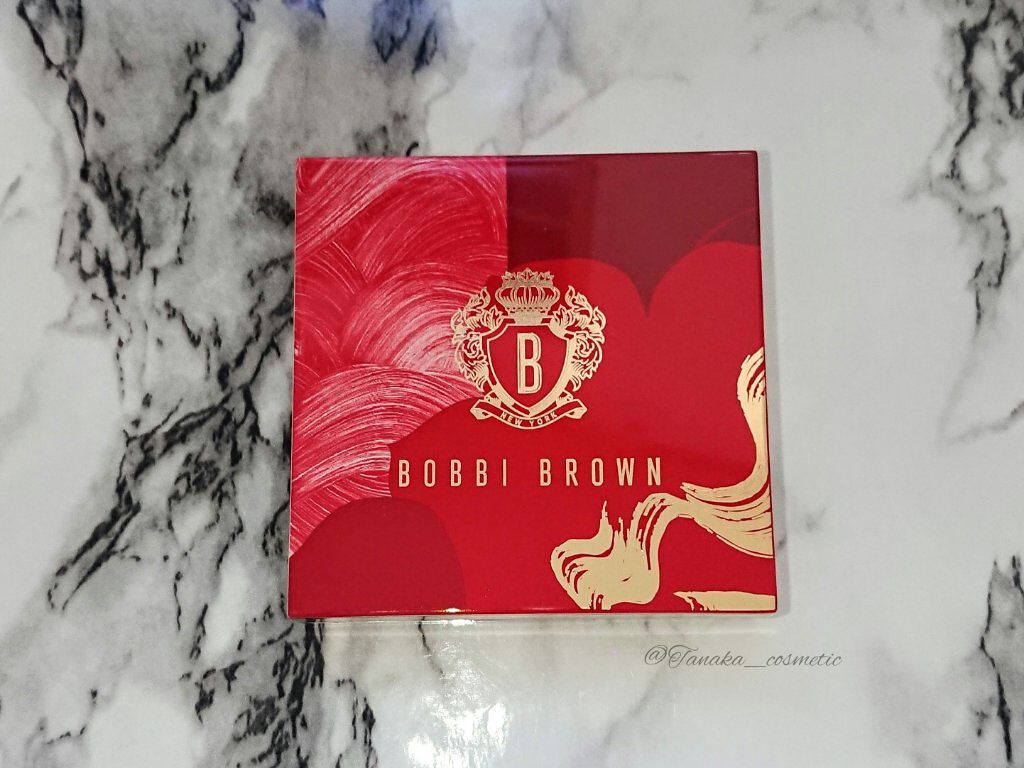 B
NEW YORK
BOBBI BROWN
@Tanaka__cosmetic